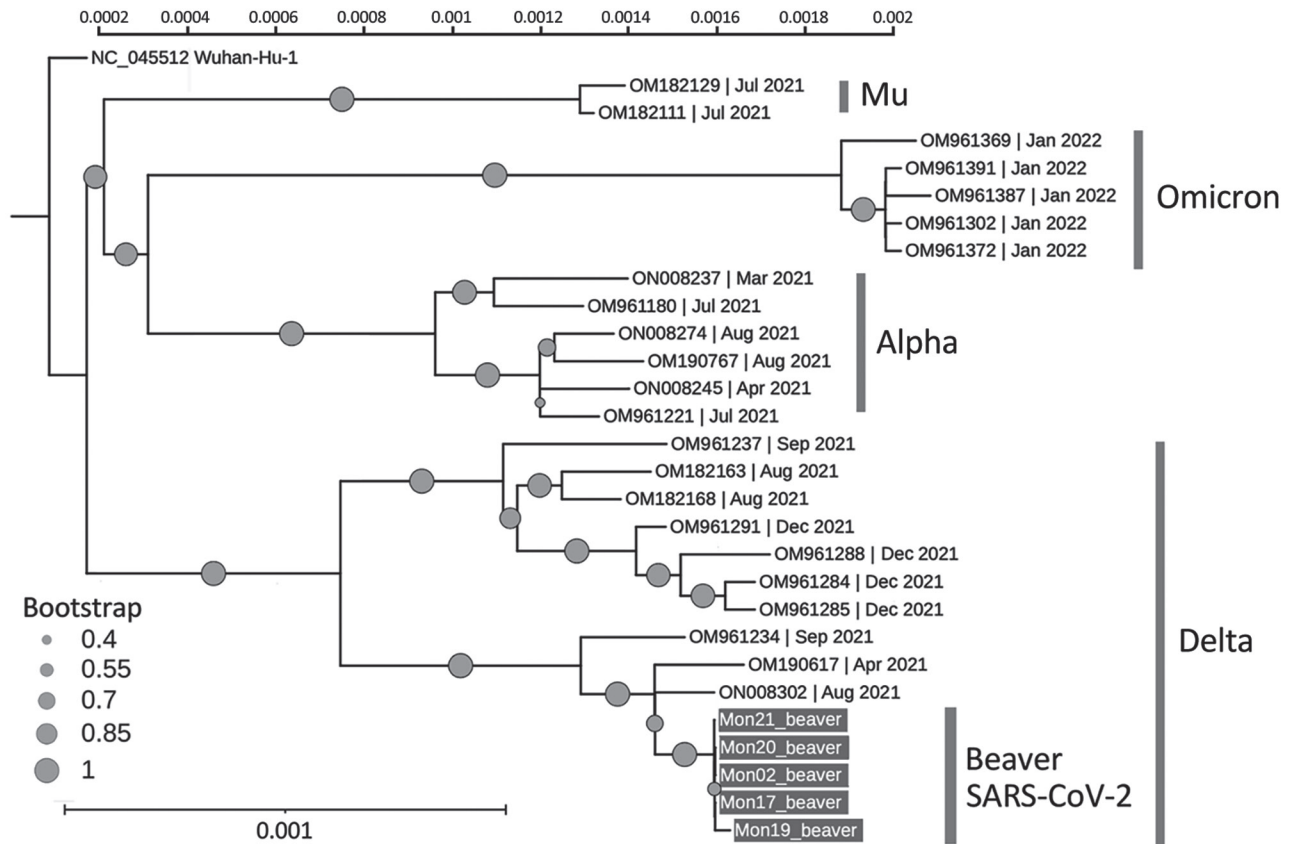 0.0002 0.0004 0.0006 0.0008 0.001 0.0012 0.0014 0.0016 0.0018 0.002
NC_045512 Wuhan-Hu-1
OM182129 | Jul 2021
OM182111 | Jul 2021
Mu
OM961369 | Jan 2022
OM961391 | Jan 2022
OM961387 | Jan 2022
OM961302 | Jan 2022
OM961372 | Jan 2022
Omicron
ON008237 | Mar 2021
OM961180 | Jul 2021
ON008274 | Aug 2021
OM190767 | Aug 2021
ON008245 | Apr 2021
OM961221 | Jul 2021
Alpha
OM961237 | Sep 2021
OM182163 | Aug 2021
OM182168 | Aug 2021
OM961291 | Dec 2021
OM961288 | Dec 2021
OM961284 | Dec 2021
OM961285 | Dec 2021
OM961234 | Sep 2021
OM190617 | Apr 2021
ON008302 | Aug 2021
Mon21_beaver
Mon20_beaver
Mon02_beaver
Mon17_beaver
Mon19_beaver
Delta
Beaver
SARS-CoV-2
Bootstrap
0.4
0.55
0.7
0.85
1
0.001